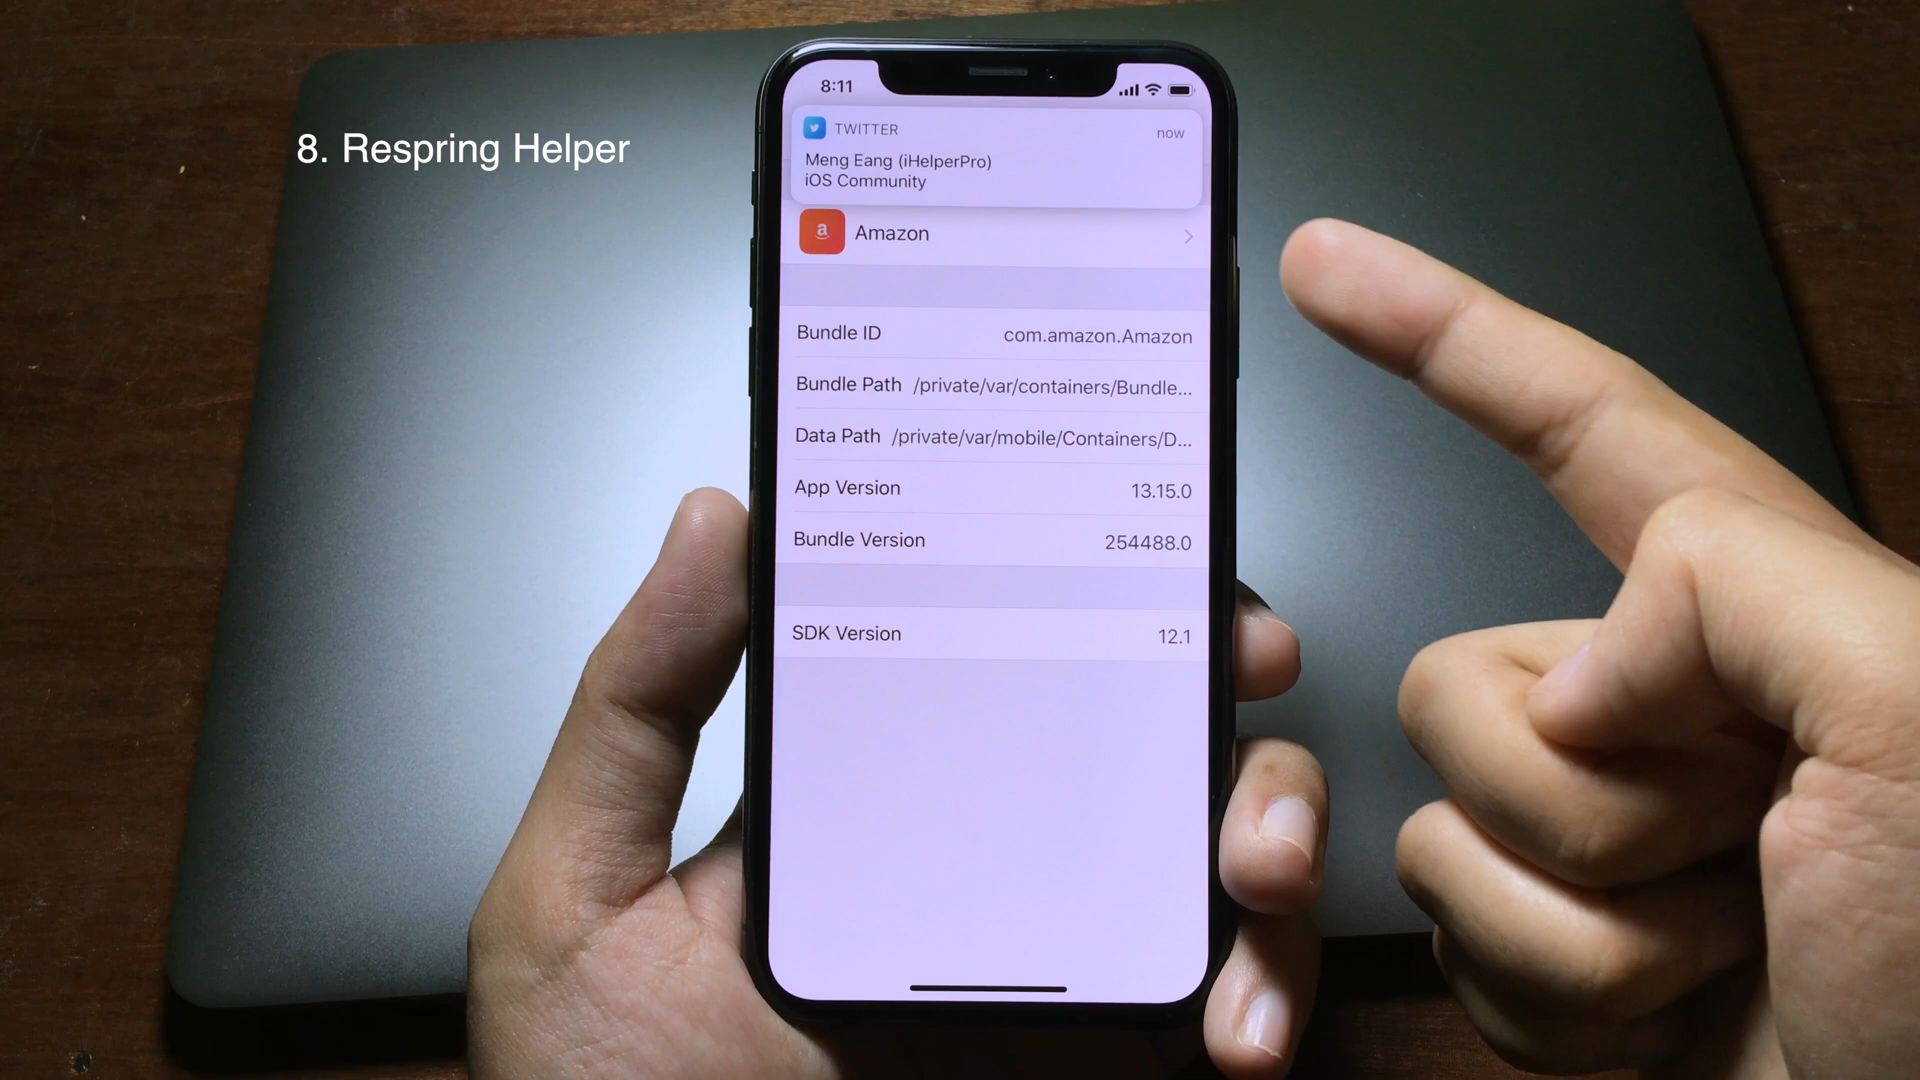 8. Respring Helper
8:11
TWITTER now
Meng Eang (iHelperPro)
iOS Community
a Amazon
Bundle ID com.amazon.Amazon
Bundle Path /private/var/containers/Bundle...
Data Path /private/var/mobile/Containers/D...
App Version 13.15.0
Bundle Version 254488.0
SDK Version 12.1